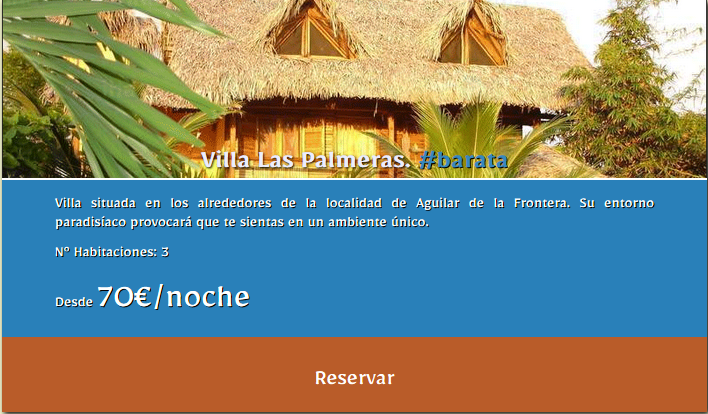 Villa Las Palmeras. #barata
Villa situada en los alrededores de la localidad de Aguilar de la Frontera. Su entorno
paradisíaco provocará que te sientas en un ambiente único.
Nº Habitaciones: 3
Desde 70€/noche
Reservar